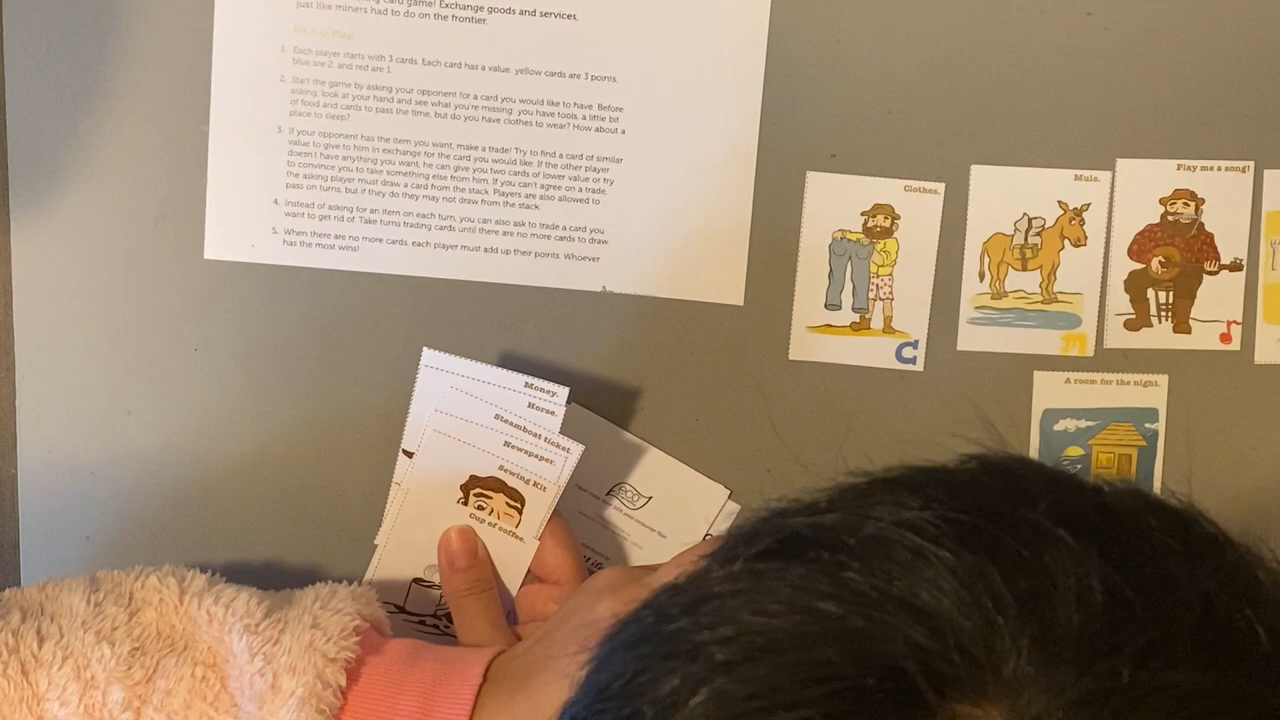 card game! Exchange goods and services,
just like miners had to do on the frontier.
Play:
1. Each player starts with 3 cards. Each card has a value: yellow cards are 3 points,
blue are 2, and red are 1.
2. Start the game by asking your opponent for a card you would like to have. Before
asking, look at your hand and see what you're missing: you have tools, a little bit
of food and cards to pass the time, but do you have clothes to wear? How about a
place to sleep?
3. If your opponent has the item you want, make a trade! Try to find a card of similar
value to give to him in exchange for the card you would like. If the other player
doesn't have anything you want, he can give you two cards of lower value or try
to convince you to take something else from him. If you can't agree on a trade,
the asking player must draw a card from the stack. Players are also allowed to
pass on turns, but if they do they may not draw from the stack.
4. Instead of asking for an item on each turn, you can also ask to trade a card you
want to get rid of. Take turns trading cards until there are no more cards to draw
5. When there are no more cards, each player must add up their points. Whoever
has the most wins!
Clothes.
C
Mule.
m
Play me a song!
A room for the night.
Money.
Horse.
Steamboat ticket.
Newspaper.
Sewing Kit
Cup of coffee.
eco